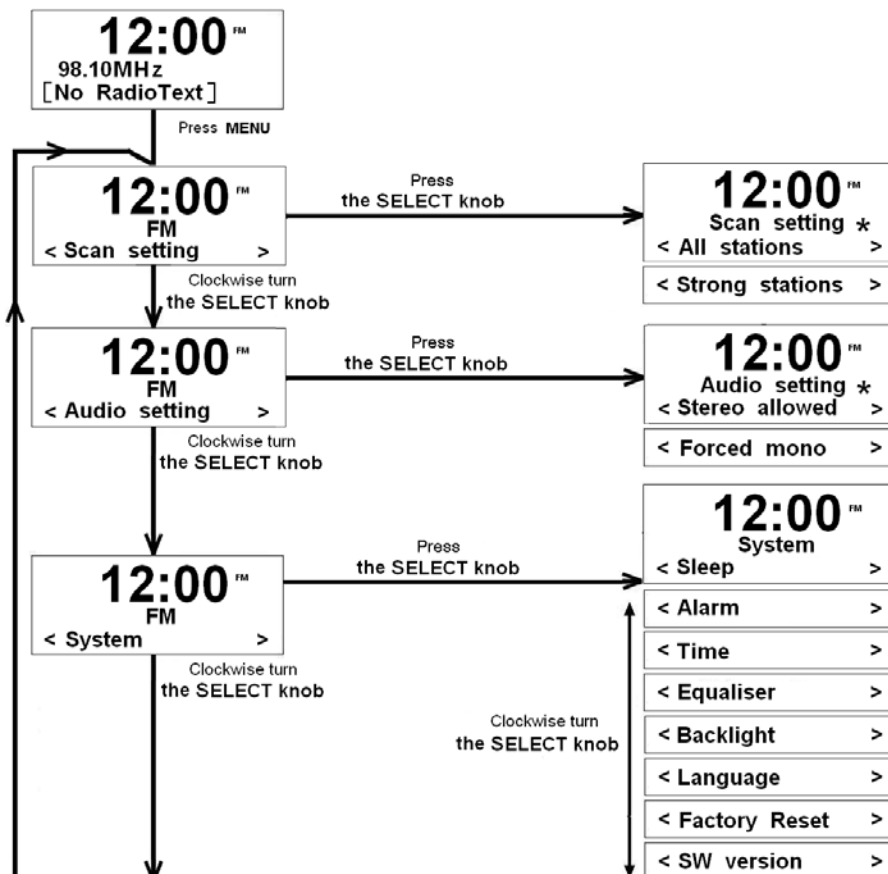 12:00 FM
98.10MHz
[No RadioText]
Press MENU
12:00 FM
FM
< Scan setting >
Press
the SELECT knob
12:00 FM
Scan setting *
< All stations >
< Strong stations >
Clockwise turn
the SELECT knob
12:00 FM
FM
< Audio setting >
Press
the SELECT knob
12:00 FM
Audio setting *
< Stereo allowed >
< Forced mono >
Clockwise turn
the SELECT knob
12:00 FM
FM
< System >
Press
the SELECT knob
12:00 FM
System
< Sleep >
< Alarm >
< Time >
< Equaliser >
< Backlight >
< Language >
< Factory Reset >
< SW version >
Clockwise turn
the SELECT knob
Clockwise turn
the SELECT knob